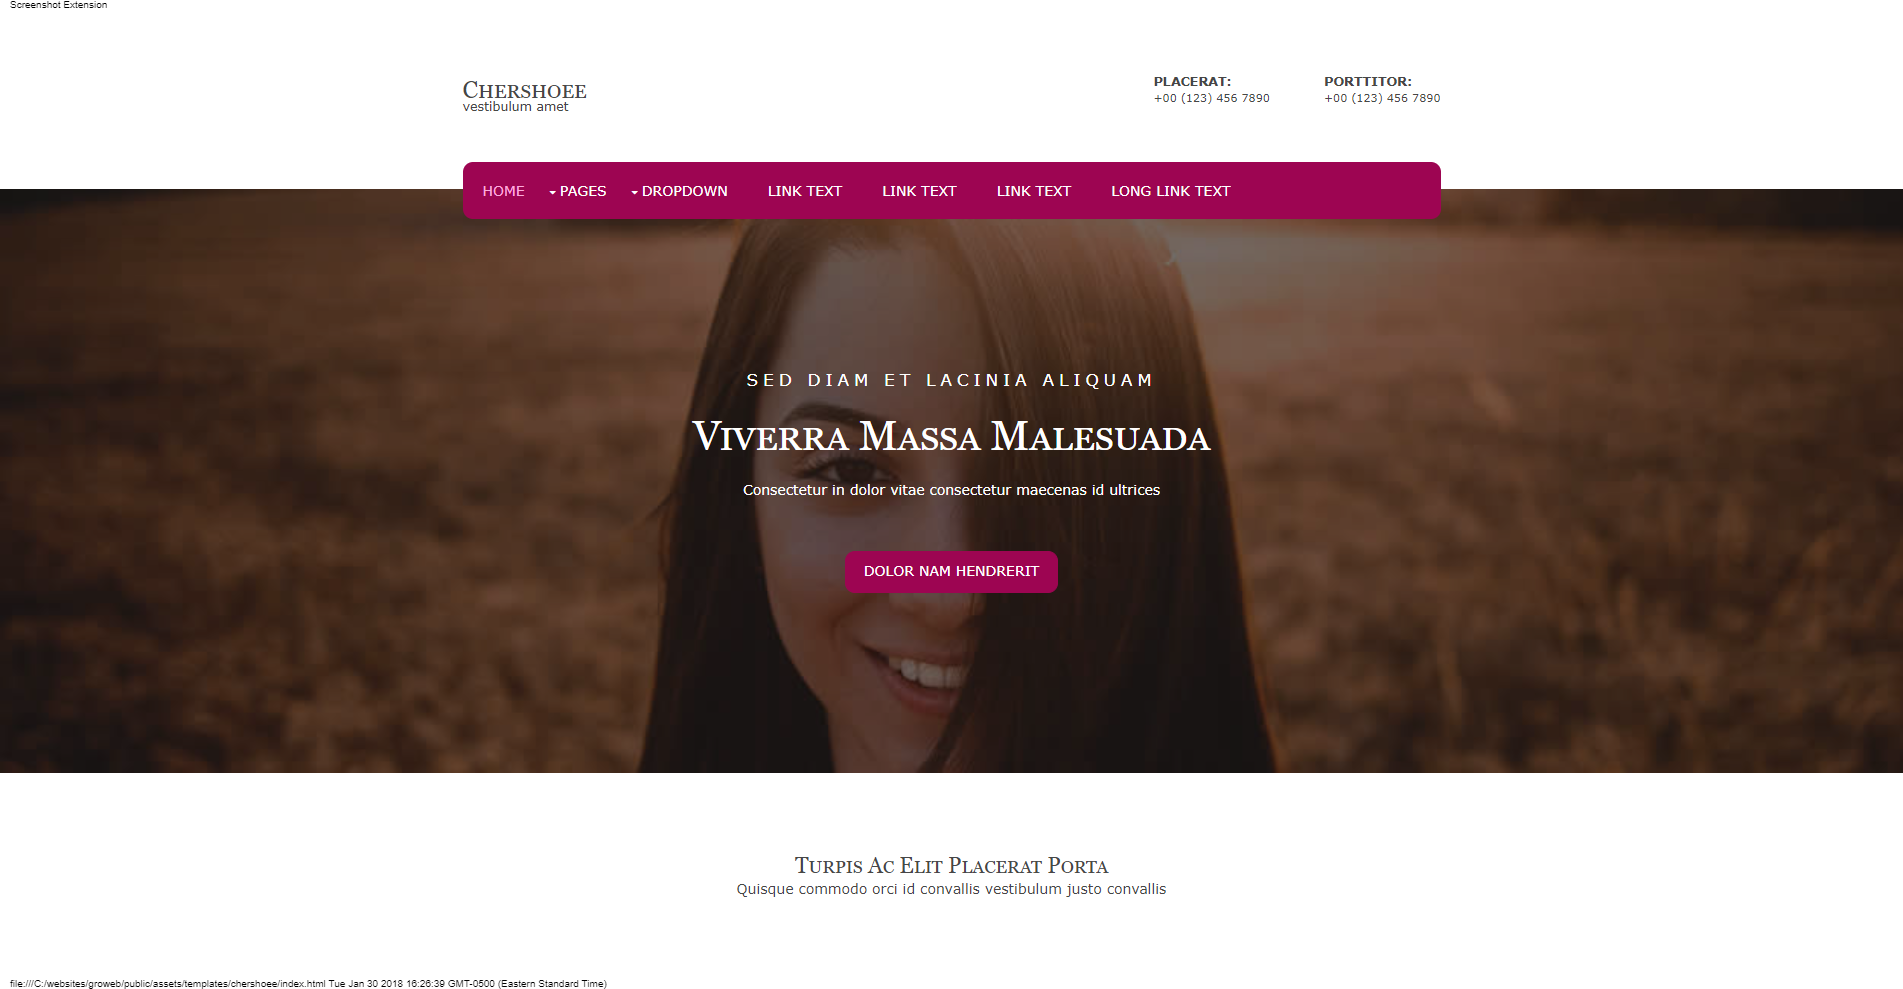 Screenshot Extension
Chershoee
vestibulum amet
PLACERAT:
+00 (123) 456 7890
PORTTITOR:
+00 (123) 456 7890
HOME PAGES DROPDOWN LINK TEXT LINK TEXT LINK TEXT LONG LINK TEXT
SED DIAM ET LACINIA ALIQUAM
Viverra Massa Malesuada
Consectetur in dolor vitae consectetur maecenas id ultrices
DOLOR NAM HENDRERIT
Turpis Ac Elit Placerat Porta
Quisque commodo orci id convallis vestibulum justo convallis
file:///C:/websites/groweb/public/assets/templates/chershoee/index.html Tue Jan 30 2018 16:26:39 GMT-0500 (Eastern Standard Time)